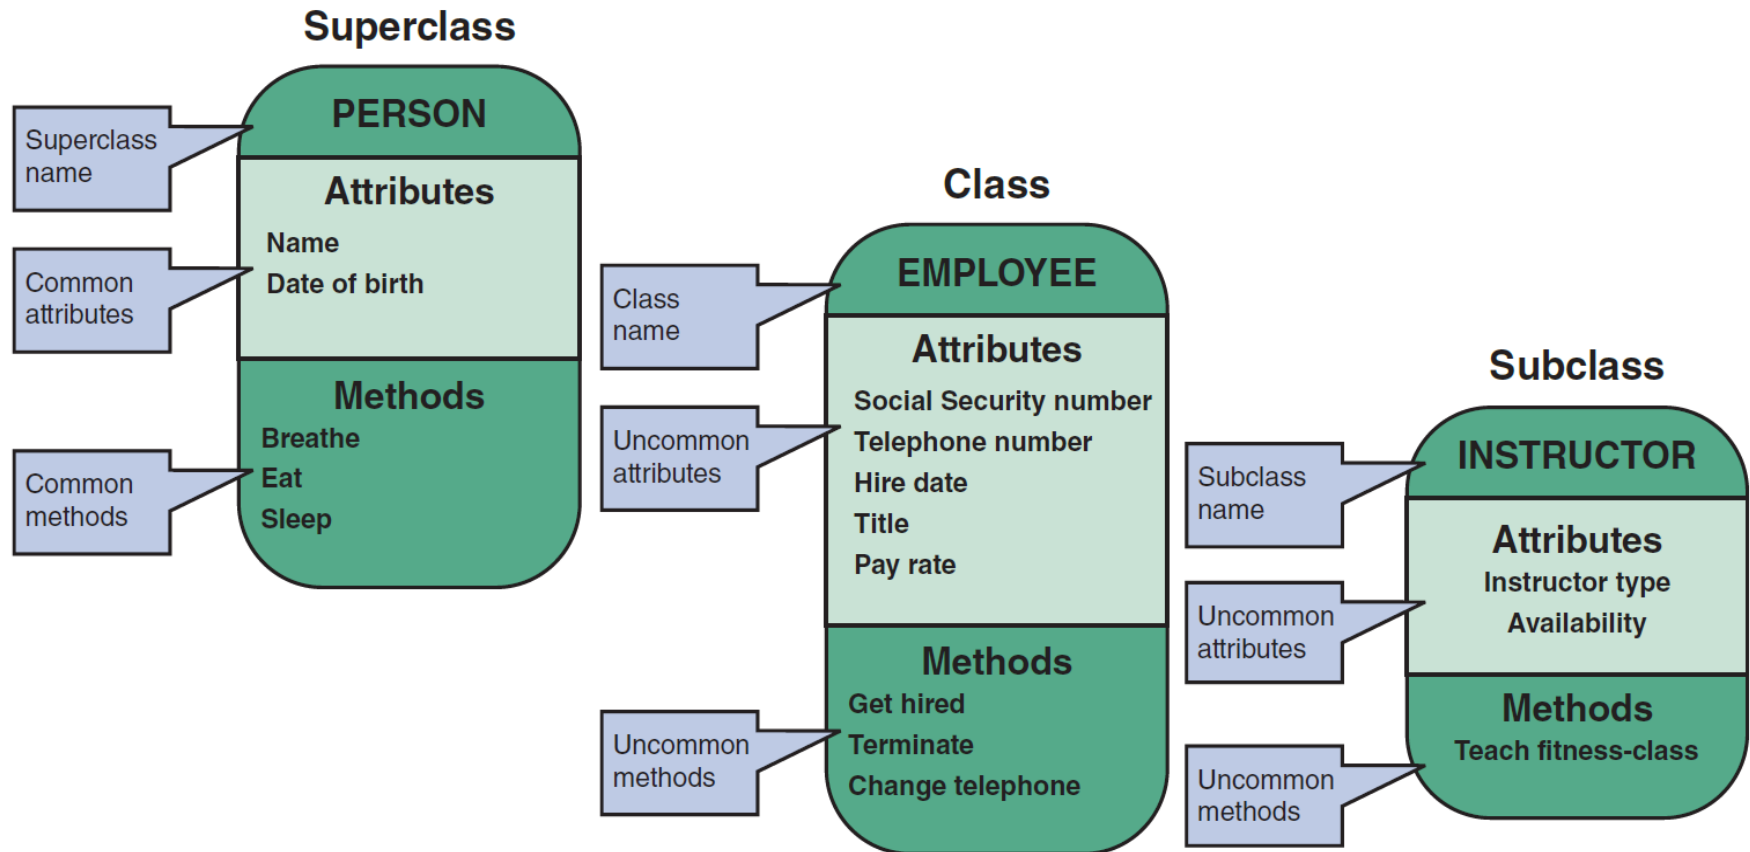 Superclass
Superclass
name
PERSON
Attributes
Common
attributes
Name
Date of birth
Common
methods
Methods
Breathe
Eat
Sleep
Class
Class
name
EMPLOYEE
Attributes
Uncommon
attributes
Social Security number
Telephone number
Hire date
Title
Pay rate
Uncommon
methods
Methods
Get hired
Terminate
Change telephone
Subclass
Subclass
name
INSTRUCTOR
Attributes
Uncommon
attributes
Instructor type
Availability
Uncommon
methods
Methods
Teach fitness-class